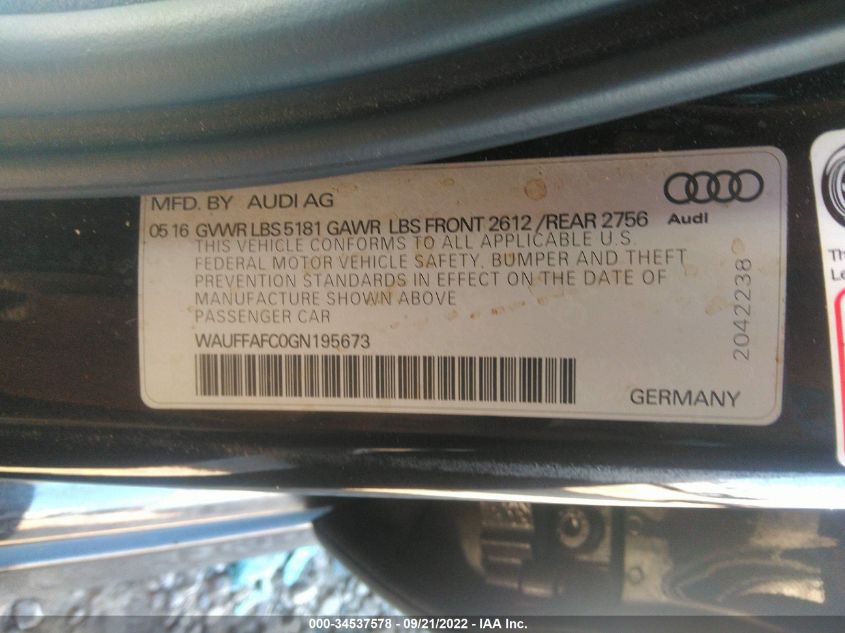 MFD. BY AUDI AG
05 16 GVWR LBS 5181 GAWR LBS FRONT 2612 /REAR 2756
Audi
THIS VEHICLE CONFORMS TO ALL APPLICABLE U.S.
FEDERAL MOTOR VEHICLE SAFETY, BUMPER AND THEFT
PREVENTION STANDARDS IN EFFECT ON THE DATE OF
MANUFACTURE SHOWN ABOVE
PASSENGER CAR
WAUFFAFC0GN195673
GERMANY
2042238
Th
Le
000-34537578 - 09/21/2022 - IAA Inc.